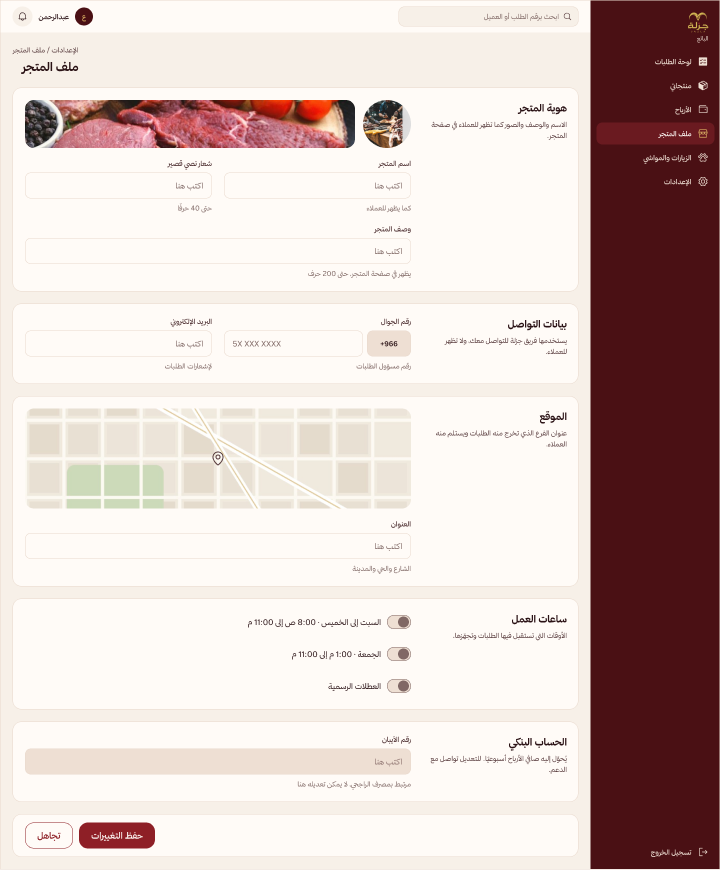 جزلة
البائع
لوحة الطلبات
منتجاتي
الأرباح
ملف المتجر
الزيارات والمواشي
الإعدادات
تسجيل الخروج
ابحث برقم الطلب أو العميل
ع
عبدالرحمن
الإعدادات / ملف المتجر
ملف المتجر
هوية المتجر
الاسم والوصف والصور كما تظهر للعملاء في صفحة
المتجر.
اسم المتجر
اكتب هنا
كما يظهر للعملاء
شعار نصي قصير
اكتب هنا
حتى 40 حرفًا
وصف المتجر
اكتب هنا
يظهر في صفحة المتجر. حتى 200 حرف
بيانات التواصل
يستخدمها فريق جزلة للتواصل معك، ولا تظهر
للعملاء.
رقم الجوال
+966
5X XXX XXXX
رقم مسؤول الطلبات
البريد الإلكتروني
اكتب هنا
لإشعارات الطلبات
الموقع
عنوان الفرع الذي تخرج منه الطلبات ويستلم منه
العملاء.
العنوان
اكتب هنا
الشارع والحي والمدينة
ساعات العمل
الأوقات التي تستقبل فيها الطلبات وتجهزها.
السبت إلى الخميس · 8:00 ص إلى 11:00 م
الجمعة · 1:00 م إلى 11:00 م
العطلات الرسمية
الحساب البنكي
يُحوّل إليه صافي الأرباح أسبوعيًا. للتعديل تواصل مع
الدعم.
رقم الآيبان
اكتب هنا
مرتبط بمصرف الراجحي. لا يمكن تعديله هنا
حفظ التغييرات
تجاهل